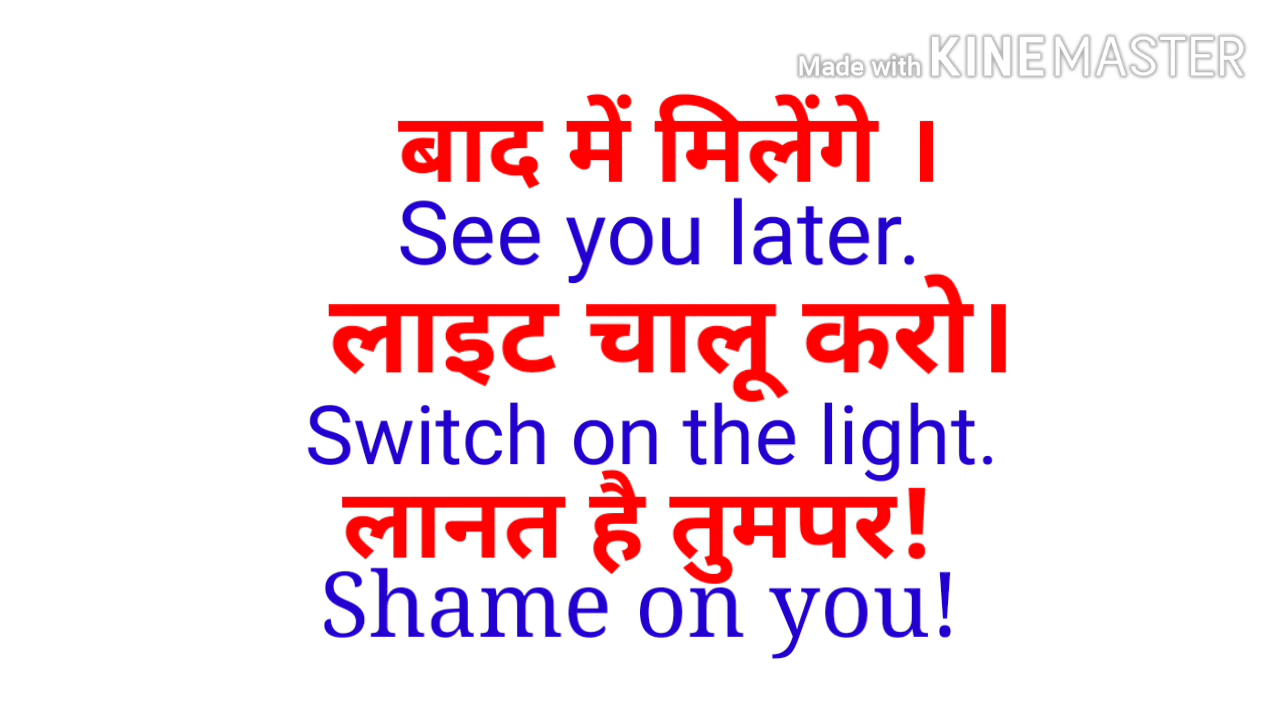 Made with KINEMASTER
बाद में मिलेंगे ।
See you later.
लाइट चालू करो।
Switch on the light.
लानत है तुमपर!
Shame on you!